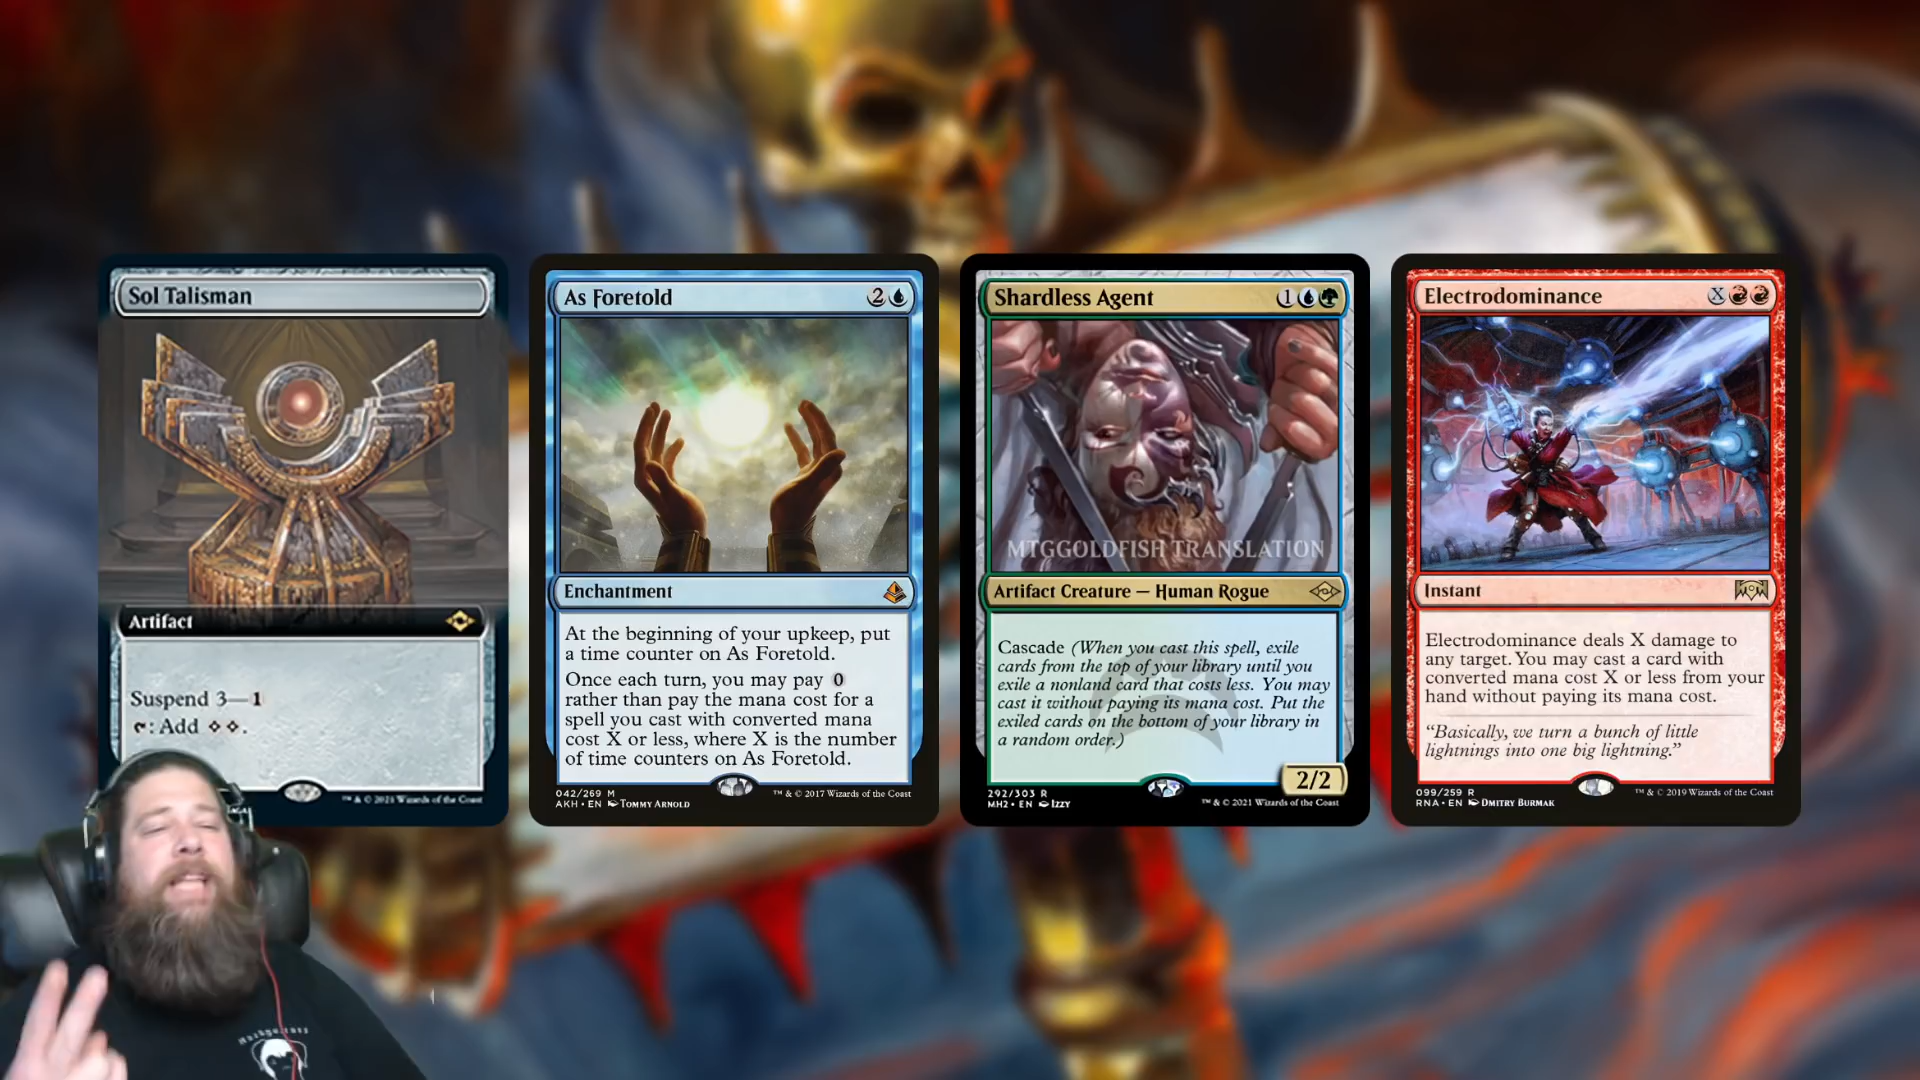 Sol Talisman
Artifact
Suspend 3—1
: Add .
™ & © 2021 Wizards of the Coast
As Foretold
2
Enchantment
At the beginning of your upkeep, put
a time counter on As Foretold.
Once each turn, you may pay 0
rather than pay the mana cost for a
spell you cast with converted mana
cost X or less, where X is the number
of time counters on As Foretold.
042/269 M
AKH • EN Tommy Arnold
™ & © 2017 Wizards of the Coast
Shardless Agent
1
MTGGOLDFISH TRANSLATION
Artifact Creature — Human Rogue
Cascade (When you cast this spell, exile
cards from the top of your library until you
exile a nonland card that costs less. You may
cast it without paying its mana cost. Put the
exiled cards on the bottom of your library in
a random order.)
2/2
292/303 R
MH2 • EN Izzy
™ & © 2021 Wizards of the Coast
Electrodominance
X
Instant
Electrodominance deals X damage to
any target. You may cast a card with
converted mana cost X or less from your
hand without paying its mana cost.
“Basically, we turn a bunch of little
lightnings into one big lightning.”
099/259 R
RNA • EN Dmitry Burmak
™ & © 2019 Wizards of the Coast